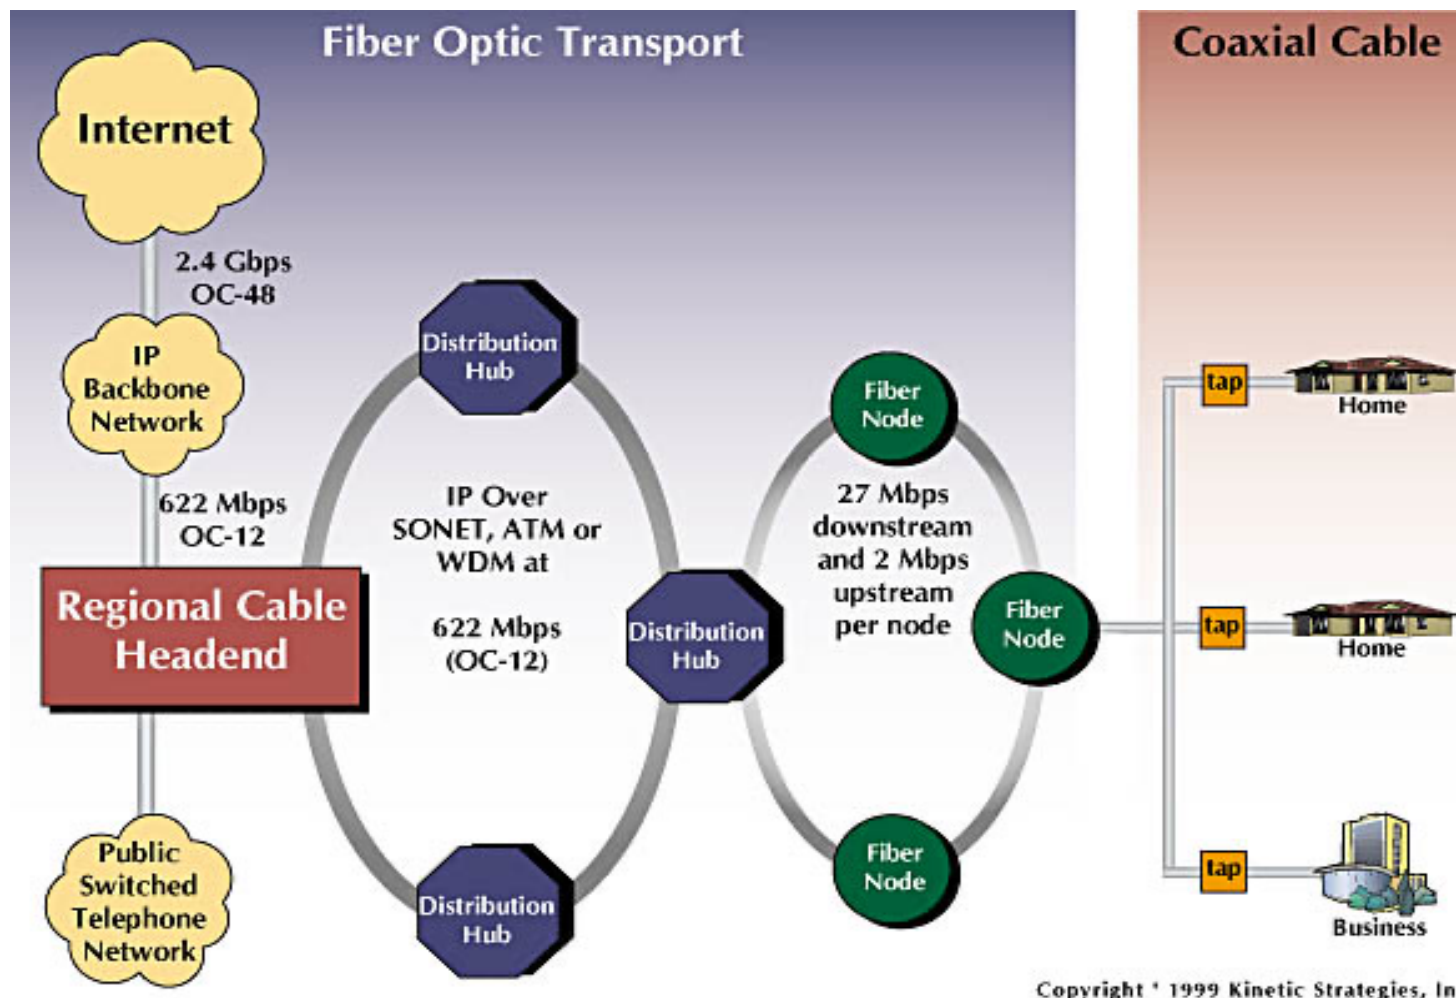 Fiber Optic Transport
Coaxial Cable
Internet
2.4 Gbps
OC-48
IP
Backbone
Network
622 Mbps
OC-12
Regional Cable
Headend
Public
Switched
Telephone
Network
Distribution
Hub
IP Over
SONET, ATM or
WDM at
622 Mbps
(OC-12)
Distribution
Hub
Distribution
Hub
Fiber
Node
27 Mbps
downstream
and 2 Mbps
upstream
per node
Fiber
Node
Fiber
Node
tap
Home
tap
Home
tap
Business
Copyright ' 1999 Kinetic Strategies, In